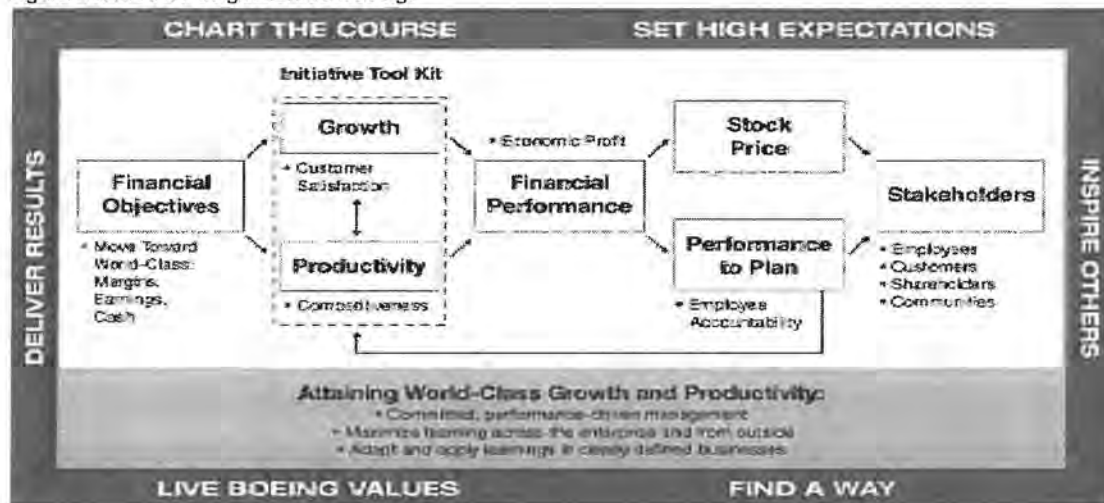 CHART THE COURSE
SET HIGH EXPECTATIONS
DELIVER RESULTS
INSPIRE OTHERS
Initiative Tool Kit
Growth
• Customer
Satisfaction
Productivity
• Competitiveness
Financial
Objectives
• Move Toward
World-Class:
Margins,
Earnings,
Cash
• Economic Profit
Financial
Performance
Stock
Price
Performance
to Plan
• Employee
Accountability
Stakeholders
• Employees
• Customers
• Shareholders
• Communities
Attaining World-Class Growth and Productivity:
• Committed, performance-driven management
• Maximize learning across the enterprise and from outside
• Adapt and apply learnings in clearly defined businesses
LIVE BOEING VALUES
FIND A WAY